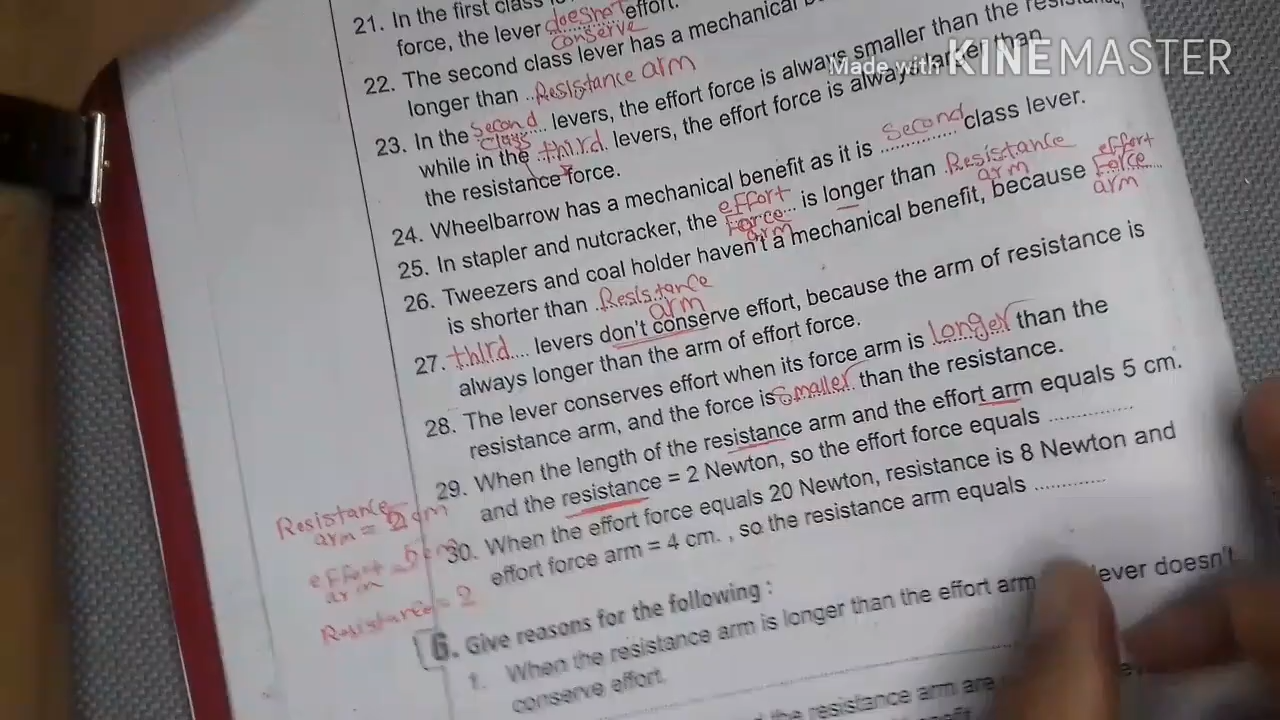 21. In the first class
force, the lever doesnet effort.
conserve
22. The second class lever has a mechanical
longer than ..Resistance arm
23. In the second levers, the effort force is always smaller than the resistance,
class
while in the third levers, the effort force is always larger than
the resistance force.
24. Wheelbarrow has a mechanical benefit as it is second class lever.
25. In stapler and nutcracker, the effort Force arm is longer than Resistance arm
26. Tweezers and coal holder haven't a mechanical benefit, because effort Force arm
is shorter than Resistance arm
27. third.... levers don't conserve effort, because the arm of resistance is
always longer than the arm of effort force.
28. The lever conserves effort when its force arm is longer than the
resistance arm, and the force is smaller than the resistance.
29. When the length of the resistance arm and the effort arm equals 5 cm.
and the resistance = 2 Newton, so the effort force equals ..............
30. When the effort force equals 20 Newton, resistance is 8 Newton and
effort force arm = 4 cm. , so the resistance arm equals ............
Resistance
arm =
effort
arm
Resistance = 2
6. Give reasons for the following :
1. When the resistance arm is longer than the effort arm lever doesn't
conserve effort.
the resistance arm are
Made with KINEMASTER